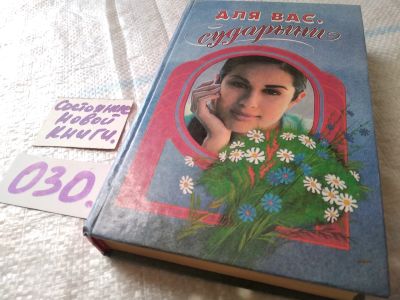 ДЛЯ ВАС,
сударыни
Состояние
новой
книги.
030.